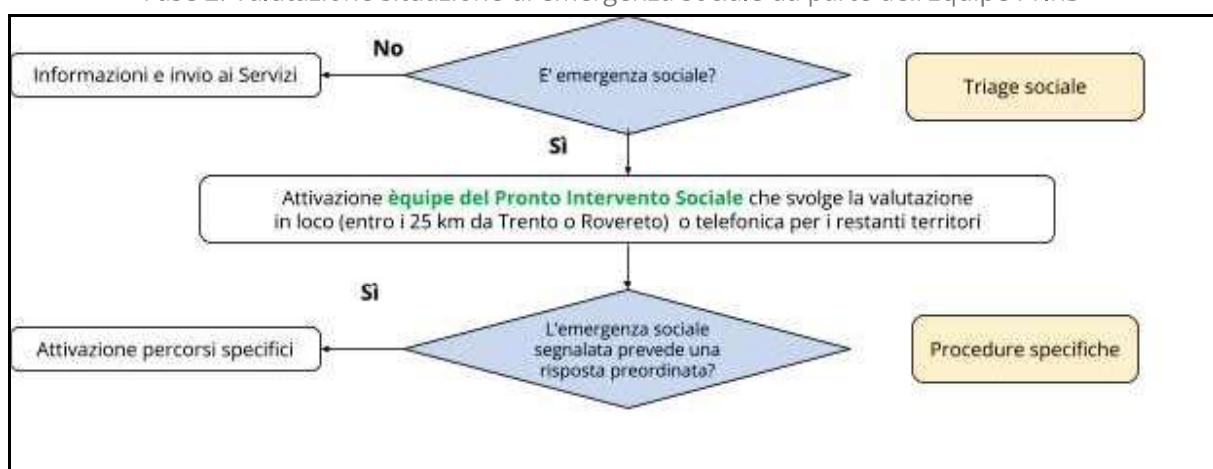 No
Informazioni e invio ai Servizi
E' emergenza sociale?
Triage sociale
Sì
Attivazione èquipe del Pronto Intervento Sociale che svolge la valutazione
in loco (entro i 25 km da Trento o Rovereto) o telefonica per i restanti territori
Sì
Attivazione percorsi specifici
L'emergenza sociale
segnalata prevede una
risposta preordinata?
Procedure specifiche